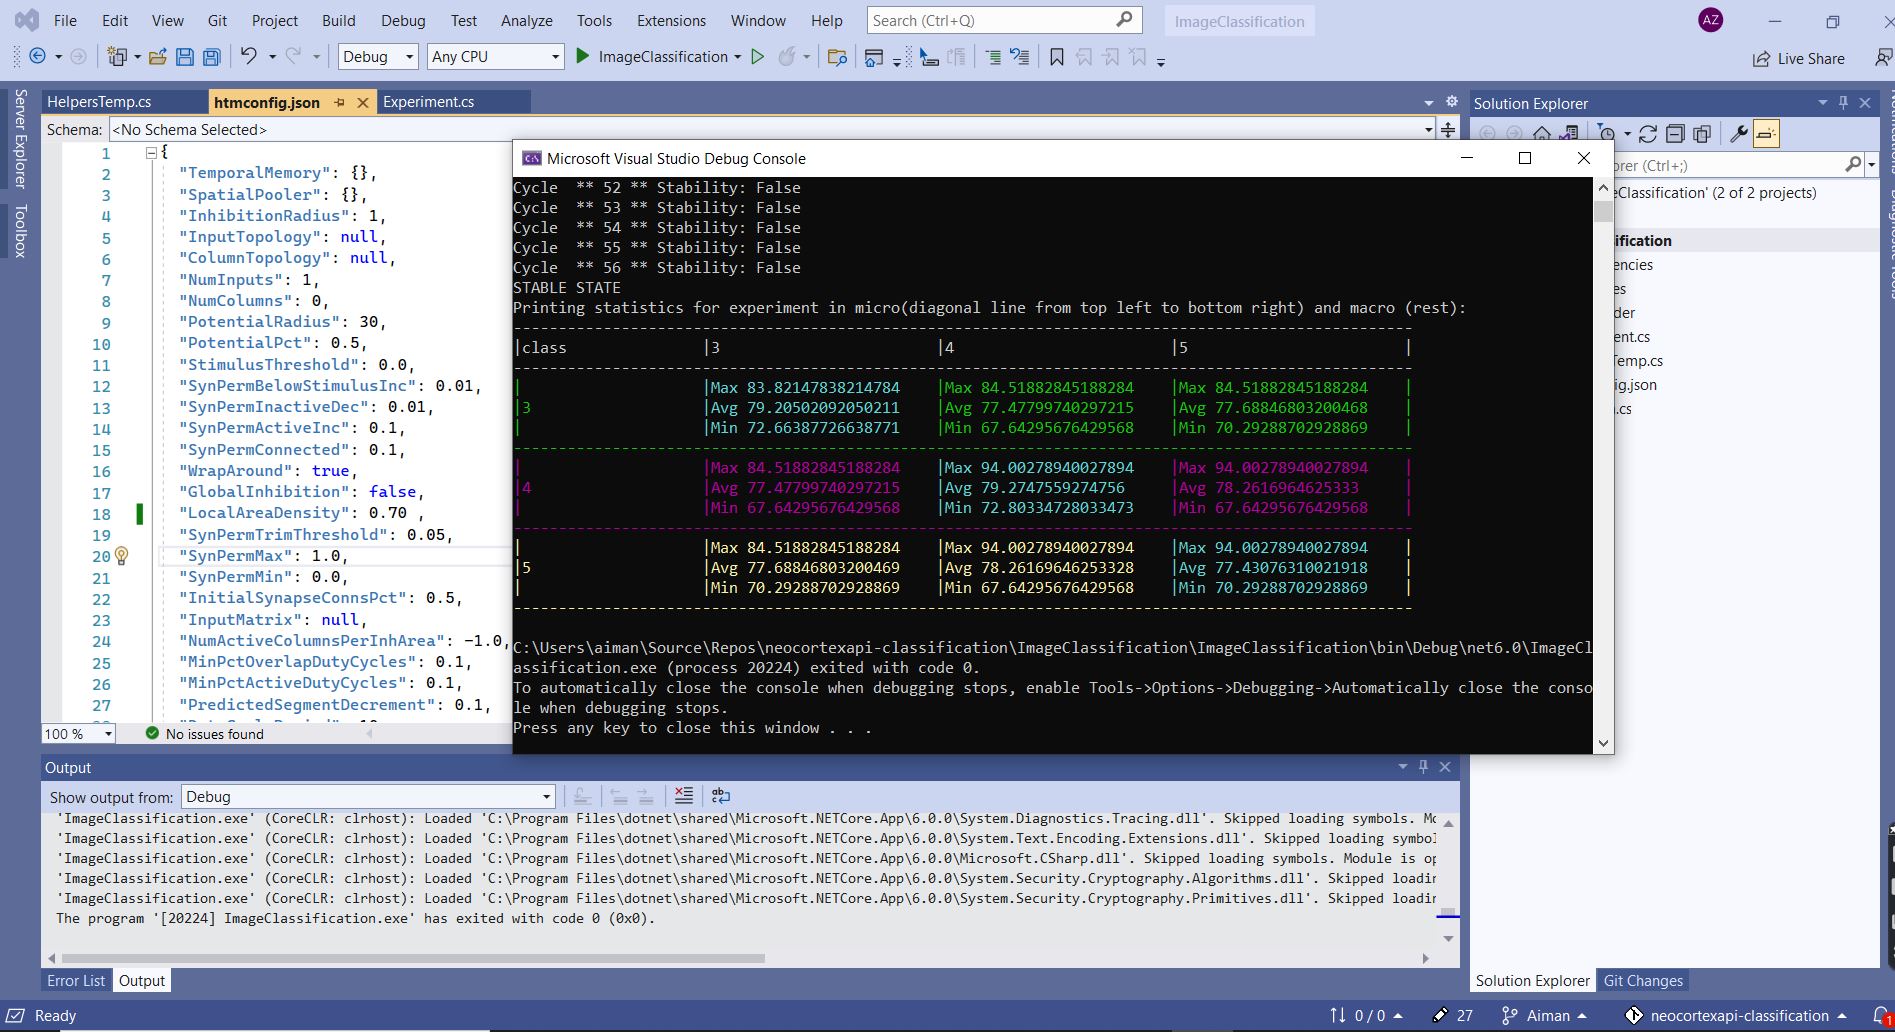 File Edit View Git Project Build Debug Test Analyze Tools Extensions Window Help Search (Ctrl+Q) ImageClassification AZ
Debug Any CPU ImageClassification Live Share
Server Explorer
Toolbox
HelpersTemp.cs htmconfig.json Experiment.cs
Schema: <No Schema Selected>
1 {
2 "TemporalMemory": {},
3 "SpatialPooler": {},
4 "InhibitionRadius": 1,
5 "InputTopology": null,
6 "ColumnTopology": null,
7 "NumInputs": 1,
8 "NumColumns": 0,
9 "PotentialRadius": 30,
10 "PotentialPct": 0.5,
11 "StimulusThreshold": 0.0,
12 "SynPermBelowStimulusInc": 0.01,
13 "SynPermInactiveDec": 0.01,
14 "SynPermActiveInc": 0.1,
15 "SynPermConnected": 0.1,
16 "WrapAround": true,
17 "GlobalInhibition": false,
18 "LocalAreaDensity": 0.70 ,
19 "SynPermTrimThreshold": 0.05,
20 "SynPermMax": 1.0,
21 "SynPermMin": 0.0,
22 "InitialSynapseConnsPct": 0.5,
23 "InputMatrix": null,
24 "NumActiveColumnsPerInhArea": -1.0,
25 "MinPctOverlapDutyCycles": 0.1,
26 "MinPctActiveDutyCycles": 0.1,
27 "PredictedSegmentDecrement": 0.1,
100 % No issues found
Microsoft Visual Studio Debug Console
Cycle ** 52 ** Stability: False
Cycle ** 53 ** Stability: False
Cycle ** 54 ** Stability: False
Cycle ** 55 ** Stability: False
Cycle ** 56 ** Stability: False
STABLE STATE
Printing statistics for experiment in micro(diagonal line from top left to bottom right) and macro (rest):
|class |3 |4 |5 |
| |Max 83.82147838214784 |Max 84.51882845188284 |Max 84.51882845188284 |
|3 |Avg 79.20502092050211 |Avg 77.47799740297215 |Avg 77.68846803200468 |
| |Min 72.66387726638771 |Min 67.64295676429568 |Min 70.29288702928869 |
| |Max 84.51882845188284 |Max 94.00278940027894 |Max 94.00278940027894 |
|4 |Avg 77.47799740297215 |Avg 79.2747559274756 |Avg 78.2616964625333 |
| |Min 67.64295676429568 |Min 72.80334728033473 |Min 67.64295676429568 |
| |Max 84.51882845188284 |Max 94.00278940027894 |Max 94.00278940027894 |
|5 |Avg 77.68846803200469 |Avg 78.26169646253328 |Avg 77.43076310021918 |
| |Min 70.29288702928869 |Min 67.64295676429568 |Min 70.29288702928869 |
C:\Users\aiman\Source\Repos\neocortexapi-classification\ImageClassification\ImageClassification\bin\Debug\net6.0\ImageCl
assification.exe (process 20224) exited with code 0.
To automatically close the console when debugging stops, enable Tools->Options->Debugging->Automatically close the conso
le when debugging stops.
Press any key to close this window . . .
Solution Explorer
orer (Ctrl+;)
eClassification' (2 of 2 projects)
ification
encies
es
der
ent.cs
Temp.cs
ig.json
.cs
Output
Show output from: Debug
'ImageClassification.exe' (CoreCLR: clrhost): Loaded 'C:\Program Files\dotnet\shared\Microsoft.NETCore.App\6.0.0\System.Diagnostics.Tracing.dll'. Skipped loading symbols. Mo
'ImageClassification.exe' (CoreCLR: clrhost): Loaded 'C:\Program Files\dotnet\shared\Microsoft.NETCore.App\6.0.0\System.Text.Encoding.Extensions.dll'. Skipped loading symbol
'ImageClassification.exe' (CoreCLR: clrhost): Loaded 'C:\Program Files\dotnet\shared\Microsoft.NETCore.App\6.0.0\Microsoft.CSharp.dll'. Skipped loading symbols. Module is op
'ImageClassification.exe' (CoreCLR: clrhost): Loaded 'C:\Program Files\dotnet\shared\Microsoft.NETCore.App\6.0.0\System.Security.Cryptography.Algorithms.dll'. Skipped loadin
'ImageClassification.exe' (CoreCLR: clrhost): Loaded 'C:\Program Files\dotnet\shared\Microsoft.NETCore.App\6.0.0\System.Security.Cryptography.Primitives.dll'. Skipped loadin
The program '[20224] ImageClassification.exe' has exited with code 0 (0x0).
Error List Output
Solution Explorer Git Changes
Ready 0 / 0 27 Aiman neocortexapi-classification 1